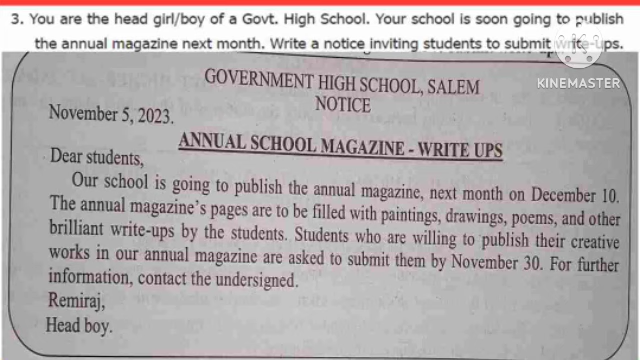 3. You are the head girl/boy of a Govt. High School. Your school is soon going to publish
the annual magazine next month. Write a notice inviting students to submit write-ups.
KINEMASTER
GOVERNMENT HIGH SCHOOL, SALEM
NOTICE
November 5, 2023.
ANNUAL SCHOOL MAGAZINE - WRITE UPS
Dear students,
Our school is going to publish the annual magazine, next month on December 10.
The annual magazine's pages are to be filled with paintings, drawings, poems, and other
brilliant write-ups by the students. Students who are willing to publish their creative
works in our annual magazine are asked to submit them by November 30. For further
information, contact the undersigned.
Remiraj,
Head boy.